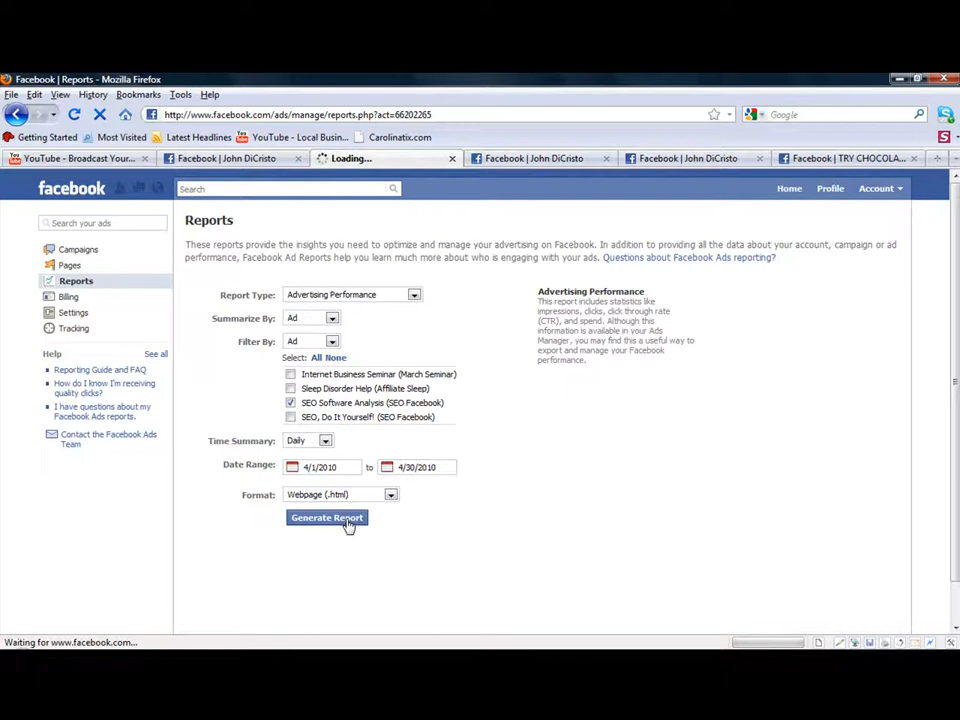 Facebook | Reports - Mozilla Firefox
File Edit View History Bookmarks Tools Help
http://www.facebook.com/ads/manage/reports.php?act=66202265
Google
Getting Started Most Visited Latest Headlines YouTube - Local Busin... Carolinatix.com
YouTube - Broadcast Your... Facebook | John DiCristo Loading... Facebook | John DiCristo Facebook | John DiCristo Facebook | TRY CHOCOLA...
facebook Search Home Profile Account
Search your ads
Campaigns
Pages
Reports
Billing
Settings
Tracking
Help See all
Reporting Guide and FAQ
How do I know I'm receiving
quality clicks?
I have questions about my
Facebook Ads reports.
Contact the Facebook Ads
Team
Reports
These reports provide the insights you need to optimize and manage your advertising on Facebook. In addition to providing all the data about your account, campaign or ad
performance, Facebook Ad Reports help you learn much more about who is engaging with your ads. Questions about Facebook Ads reporting?
Report Type: Advertising Performance
Summarize By: Ad
Filter By: Ad
Select: All None
Internet Business Seminar (March Seminar)
Sleep Disorder Help (Affiliate Sleep)
SEO Software Analysis (SEO Facebook)
SEO, Do It Yourself! (SEO Facebook)
Time Summary: Daily
Date Range: 4/1/2010 to 4/30/2010
Format: Webpage (.html)
Generate Report
Advertising Performance
This report includes statistics like
impressions, clicks, click through rate
(CTR), and spend. Although this
information is available in your Ads
Manager, you may find this a useful way to
export and manage your Facebook
performance.
Waiting for www.facebook.com...